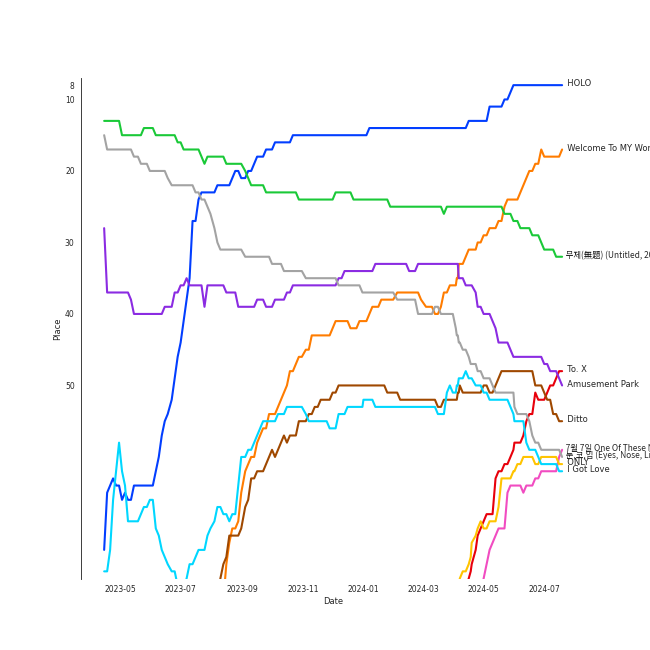 8
10
20
30
40
50
Place
2023-05
2023-07
2023-09
2023-11
2024-01
2024-03
2024-05
2024-07
Date
HOLO
Welcome To MY Wor
무제(無題) (Untitled, 20
To. X
Amusement Park
Ditto
7월 7일 One Of These N
(Eyes, Nose, Li
ONLY
I Got Love